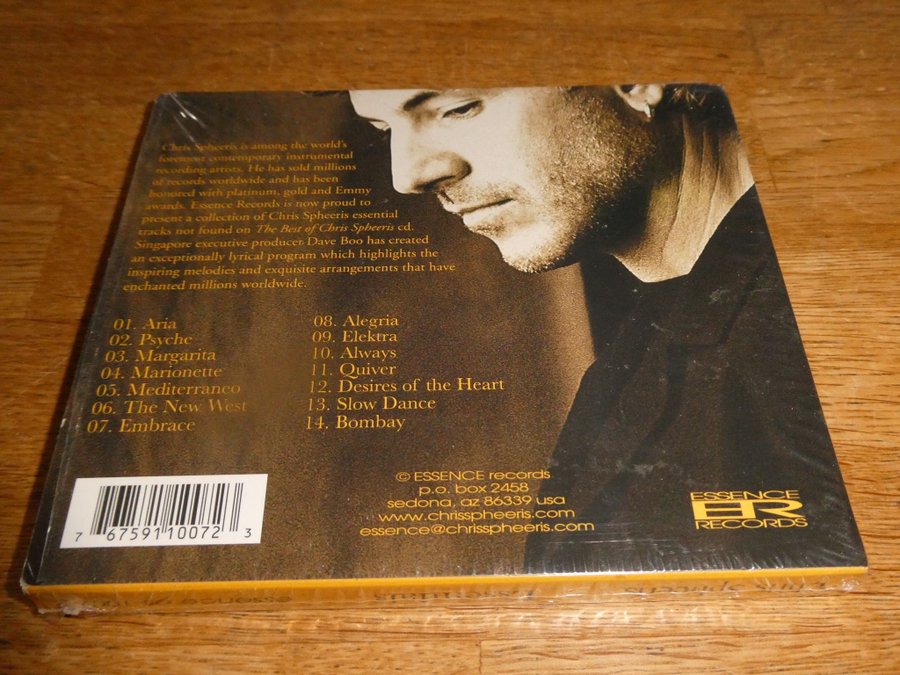 Chris Spheeris is among the world's
foremost contemporary instrumental
recording artists. He has sold millions
of records worldwide and has been
honored with platinum, gold and Emmy
awards. Essence Records is now proud to
present a collection of Chris Spheeris essential
tracks not found on The Best of Chris Spheeris cd.
Singapore executive producer Dave Boo has created
an exceptionally lyrical program which highlights the
inspiring melodies and exquisite arrangements that have
enchanted millions worldwide.
01. Aria
02. Psyche
03. Margarita
04. Marionette
05. Mediterraneo
06. The New West
07. Embrace
08. Alegria
09. Elektra
10. Always
11. Quiver
12. Desires of the Heart
13. Slow Dance
14. Bombay
7 67591 10072 3
© ESSENCE records
p.o. box 2458
sedona, az 86339 usa
www.chrisspheeris.com
essence@chrisspheeris.com
ESSENCE
ER
RECORDS